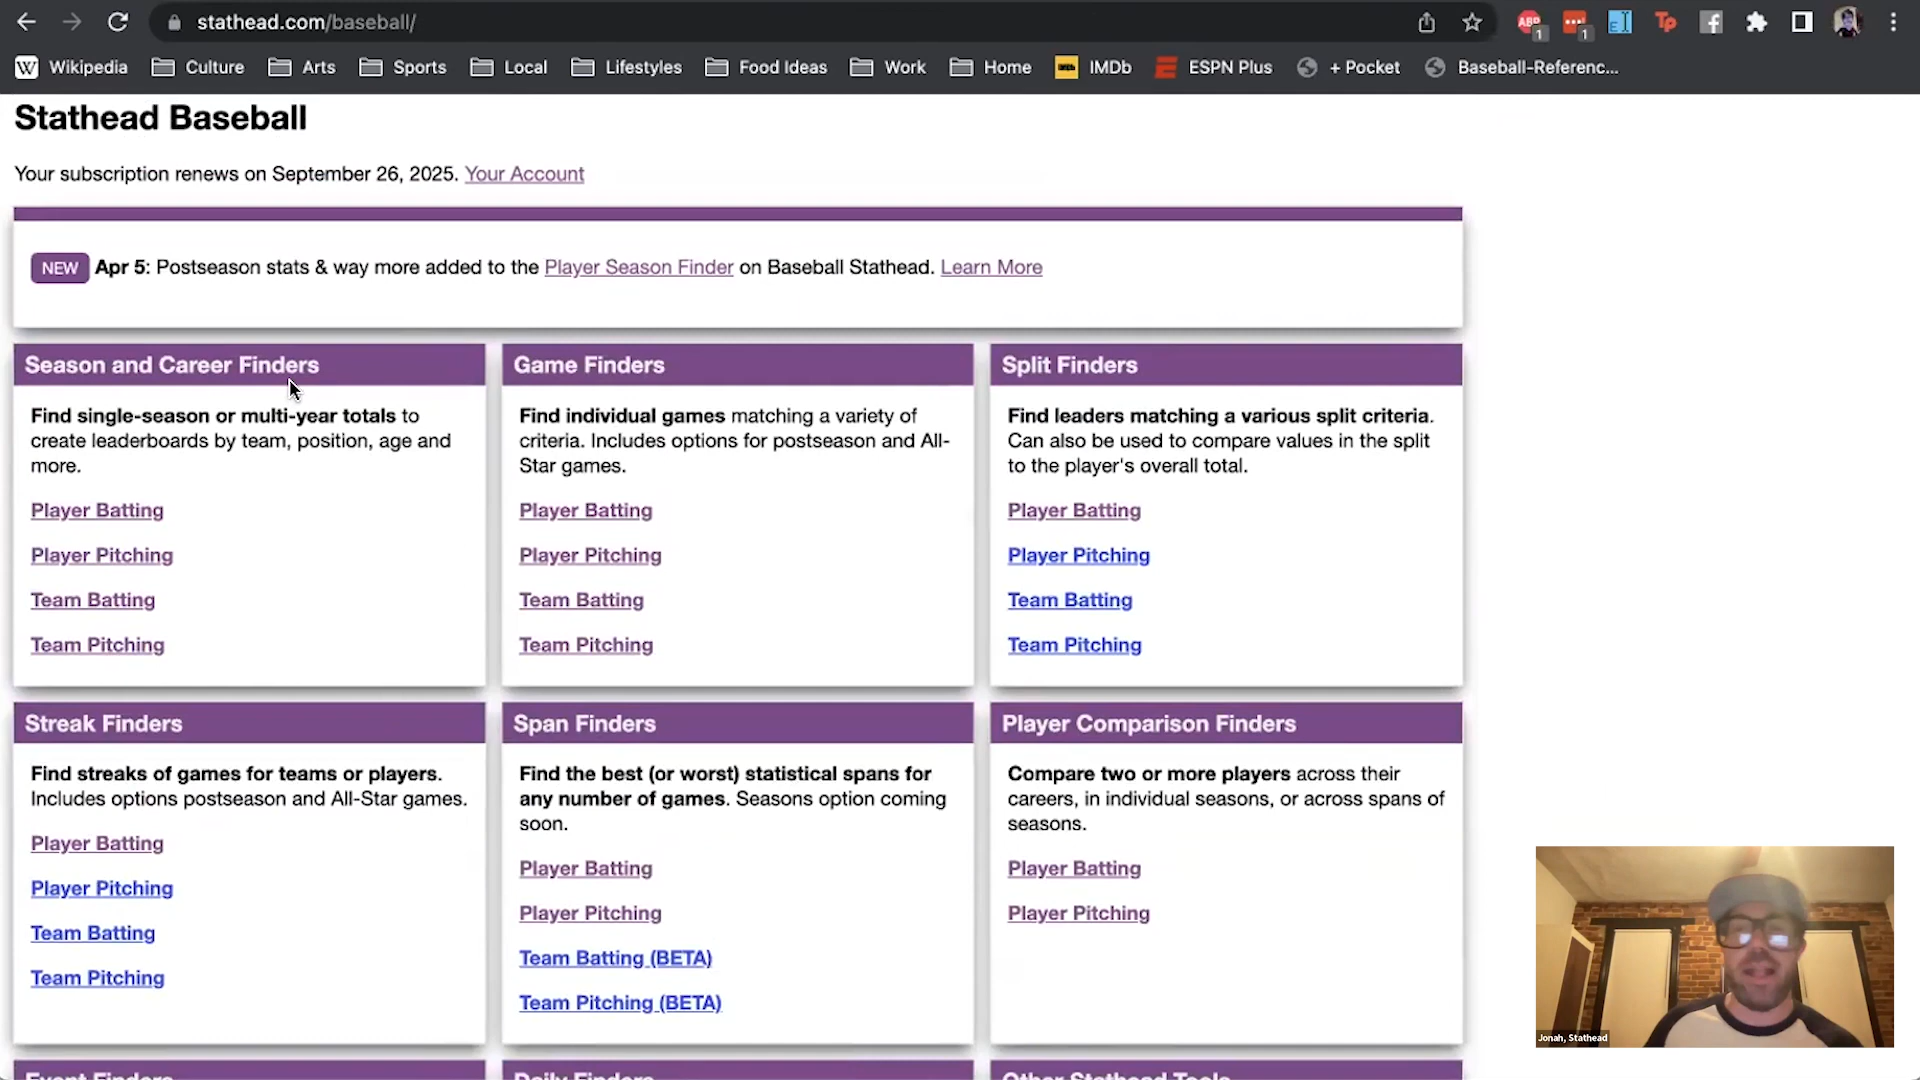 stathead.com/baseball/
ABP
1
1
Tp
Wikipedia Culture Arts Sports Local Lifestyles Food Ideas Work Home IMDb ESPN Plus + Pocket Baseball-Referenc...
Stathead Baseball
Your subscription renews on September 26, 2025. Your Account
NEW Apr 5: Postseason stats & way more added to the Player Season Finder on Baseball Stathead. Learn More
Season and Career Finders
Find single-season or multi-year totals to
create leaderboards by team, position, age and
more.
Player Batting
Player Pitching
Team Batting
Team Pitching
Game Finders
Find individual games matching a variety of
criteria. Includes options for postseason and All-
Star games.
Player Batting
Player Pitching
Team Batting
Team Pitching
Split Finders
Find leaders matching a various split criteria.
Can also be used to compare values in the split
to the player's overall total.
Player Batting
Player Pitching
Team Batting
Team Pitching
Streak Finders
Find streaks of games for teams or players.
Includes options postseason and All-Star games.
Player Batting
Player Pitching
Team Batting
Team Pitching
Span Finders
Find the best (or worst) statistical spans for
any number of games. Seasons option coming
soon.
Player Batting
Player Pitching
Team Batting (BETA)
Team Pitching (BETA)
Player Comparison Finders
Compare two or more players across their
careers, in individual seasons, or across spans of
seasons.
Player Batting
Player Pitching
Event Finders
Daily Finders
Other Stathead Tools
Jonah, Stathead